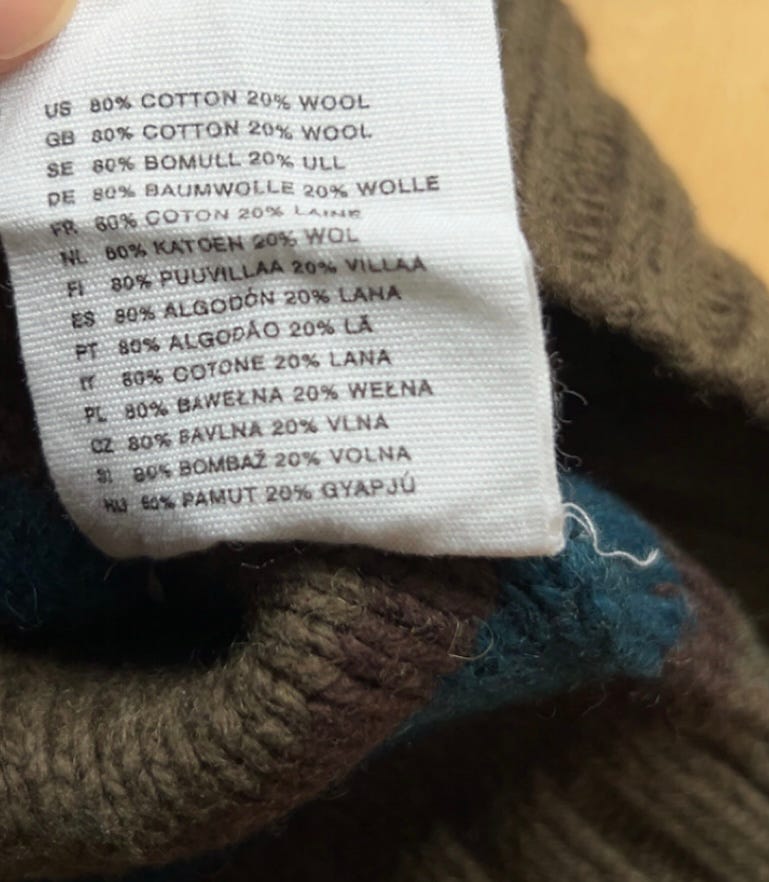 US 80% COTTON 20% WOOL
GB 80% COTTON 20% WOOL
SE 80% BOMULL 20% ULL
DE 80% BAUMWOLLE 20% WOLLE
FR 80% COTON 20% LAINE
NL 80% KATOEN 20% WOL
FI 80% PUUVILLAA 20% VILLAA
ES 80% ALGODÓN 20% LANA
PT 80% ALGODÃO 20% LÃ
IT 80% COTONE 20% LANA
PL 80% BAWEŁNA 20% WEŁNA
CZ 80% BAVLNA 20% VLNA
SI 80% BOMBAŽ 20% VOLNA
HU 80% PAMUT 20% GYAPJÚ